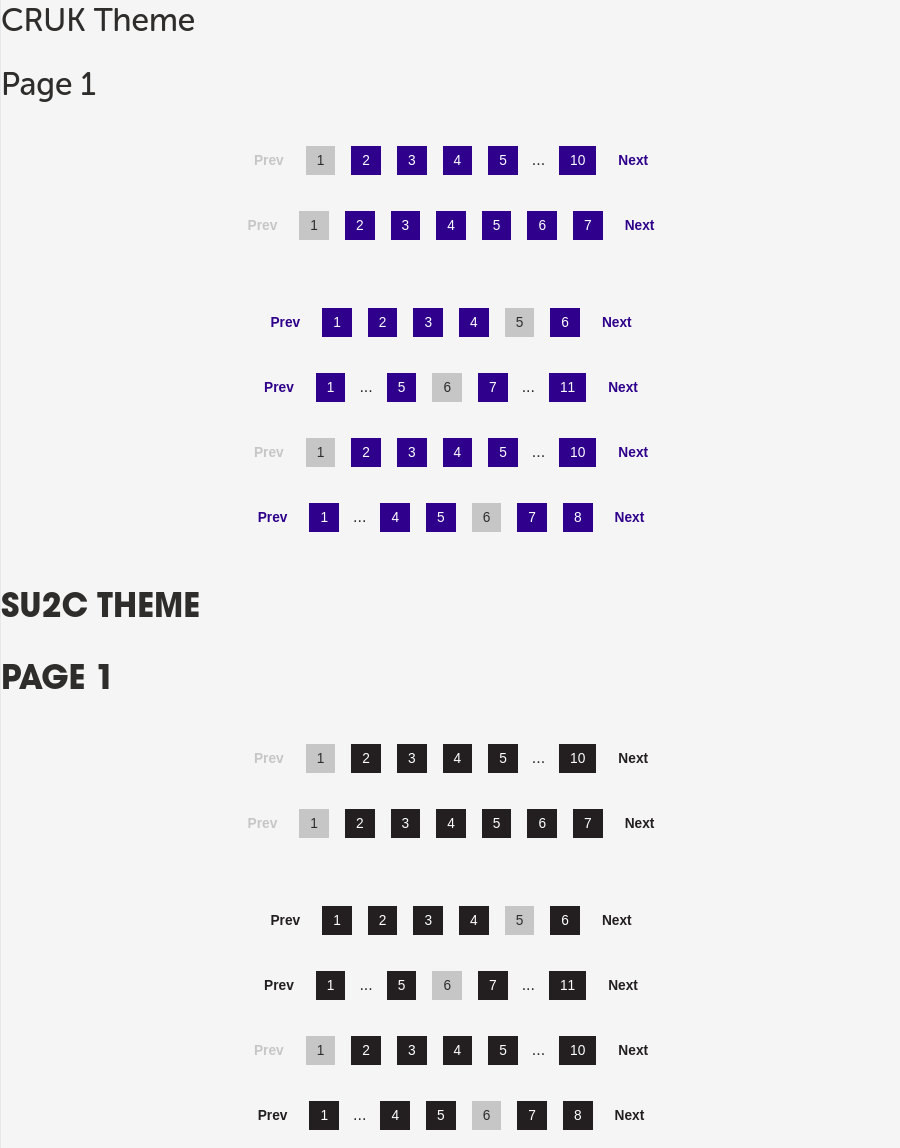 CRUK Theme
Page 1
Prev 1 2 3 4 5 ... 10 Next
Prev 1 2 3 4 5 6 7 Next
Prev 1 2 3 4 5 6 Next
Prev 1 ... 5 6 7 ... 11 Next
Prev 1 2 3 4 5 ... 10 Next
Prev 1 ... 4 5 6 7 8 Next
SU2C THEME
PAGE 1
Prev 1 2 3 4 5 ... 10 Next
Prev 1 2 3 4 5 6 7 Next
Prev 1 2 3 4 5 6 Next
Prev 1 ... 5 6 7 ... 11 Next
Prev 1 2 3 4 5 ... 10 Next
Prev 1 ... 4 5 6 7 8 Next